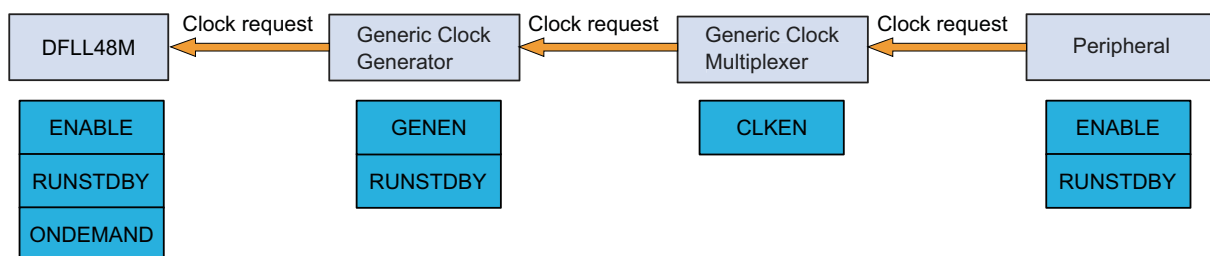 Clock request
Clock request
Clock request
DFLL48M
Generic Clock
Generator
Generic Clock
Multiplexer
Peripheral
ENABLE
GENEN
CLKEN
ENABLE
RUNSTDBY
RUNSTDBY
RUNSTDBY
ONDEMAND